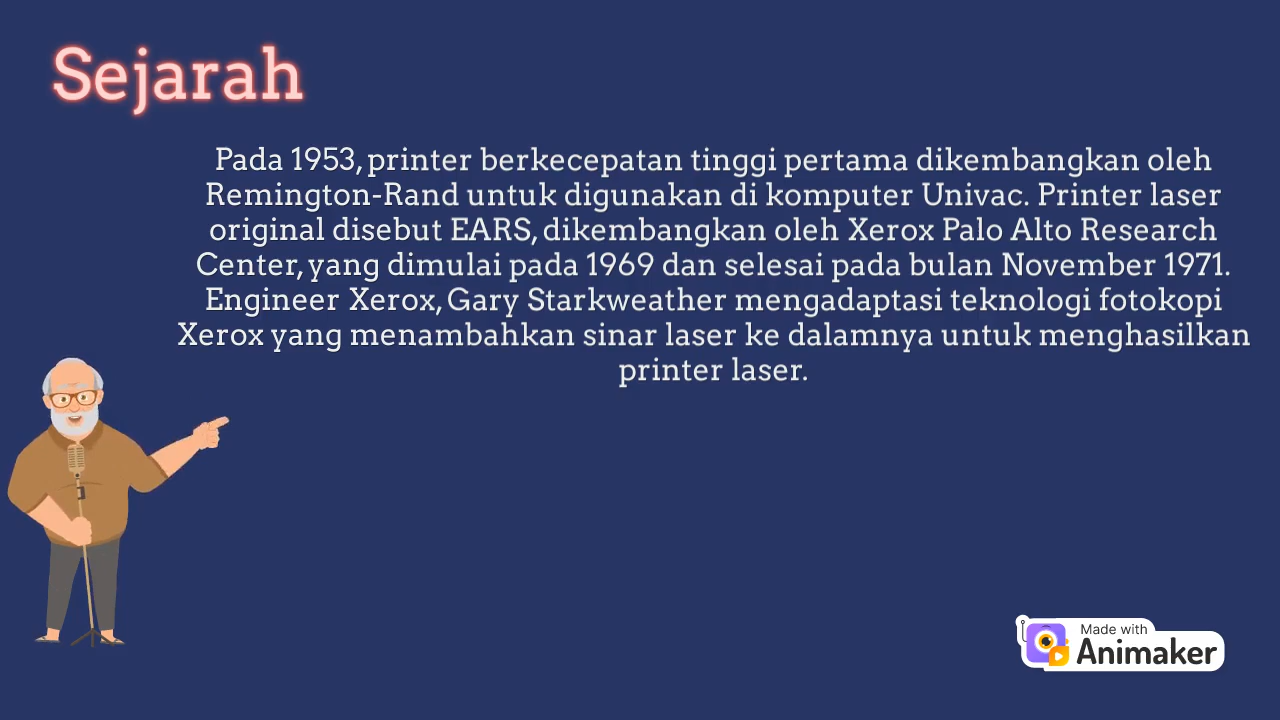 Sejarah
Pada 1953, printer berkecepatan tinggi pertama dikembangkan oleh
Remington-Rand untuk digunakan di komputer Univac. Printer laser
original disebut EARS, dikembangkan oleh Xerox Palo Alto Research
Center, yang dimulai pada 1969 dan selesai pada bulan November 1971.
Engineer Xerox, Gary Starkweather mengadaptasi teknologi fotokopi
Xerox yang menambahkan sinar laser ke dalamnya untuk menghasilkan
printer laser.
Made with
Animaker